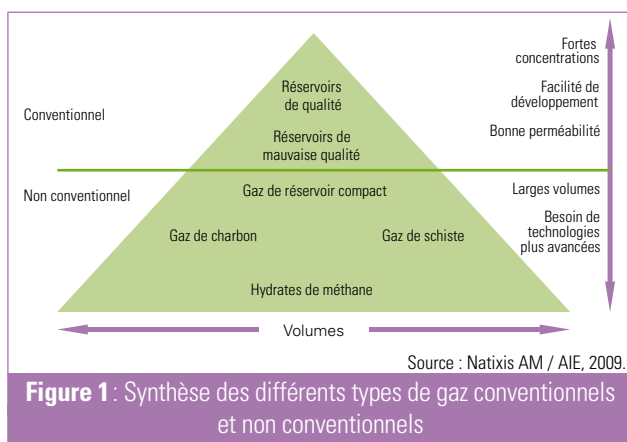 Fortes
concentrations
Réservoirs
de qualité
Facilité de
développement
Conventionnel
Bonne perméabilité
Réservoirs de
mauvaise qualité
Non conventionnel
Gaz de réservoir compact
Larges volumes
Gaz de charbon
Gaz de schiste
Besoin de
technologies
plus avancées
Hydrates de méthane
Volumes
Source : Natixis AM / AIE, 2009.
Figure 1 : Synthèse des différents types de gaz conventionnels
et non conventionnels